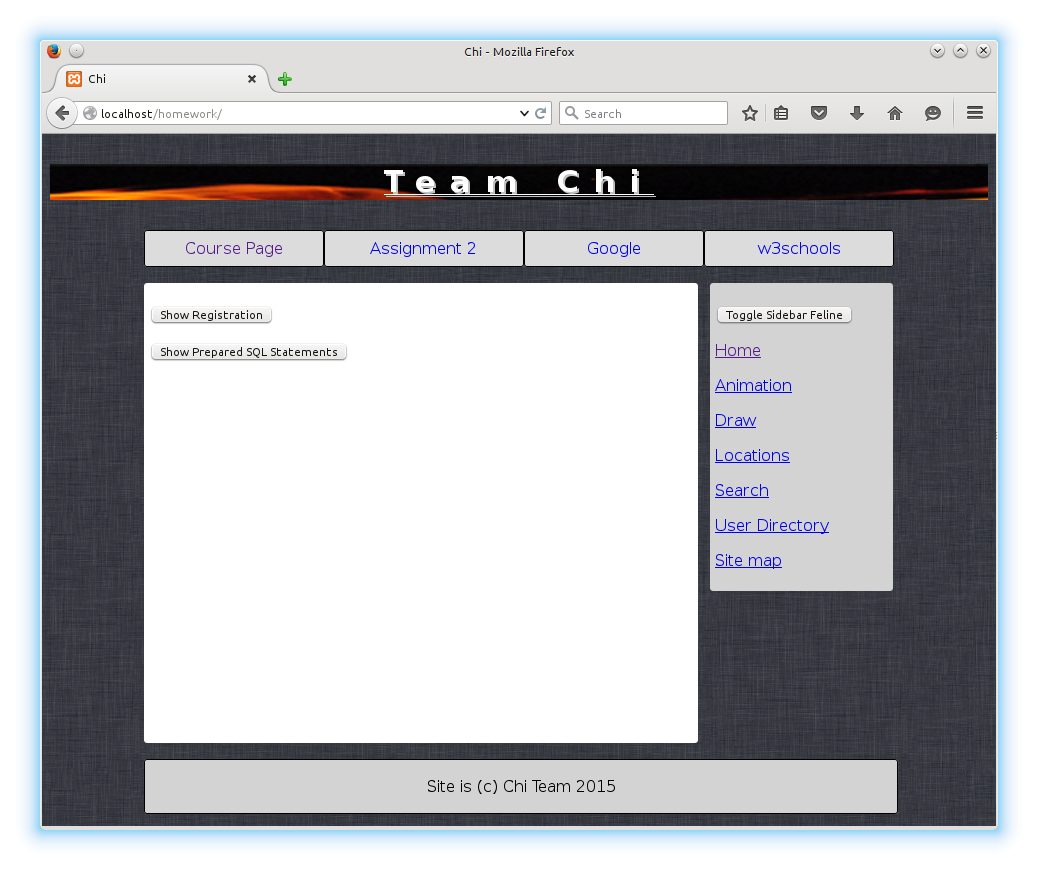 Chi - Mozilla Firefox
Chi
localhost/homework/
Search
Team Chi
Course Page Assignment 2 Google w3schools
Show Registration
Show Prepared SQL Statements
Toggle Sidebar Feline
Home
Animation
Draw
Locations
Search
User Directory
Site map
Site is (c) Chi Team 2015